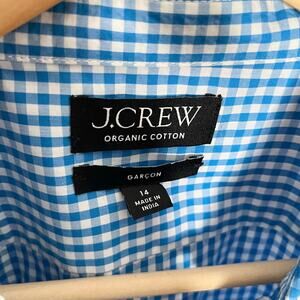 J.CREW
ORGANIC COTTON
GARÇON
14
MADE IN
INDIA